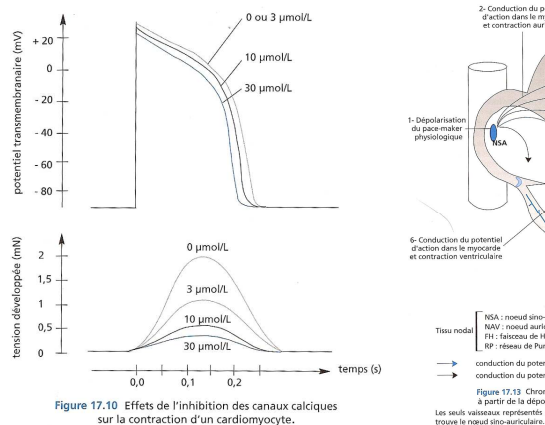 potentiel transmembranaire (mV)
+ 20
0
- 20
- 40
- 60
- 80
0 ou 3 µmol/L
10 µmol/L
30 µmol/L
tension développée (mN)
2
1,5
1
0,5
0
0 µmol/L
3 µmol/L
10 µmol/L
30 µmol/L
0,0 0,1 0,2
temps (s)
Figure 17.10 Effets de l'inhibition des canaux calciques
sur la contraction d'un cardiomyocyte.
2- Conduction du p
d'action dans le my
et contraction aur
1- Dépolarisation
du pace-maker
physiologique
NSA
6- Conduction du potentiel
d'action dans le myocarde
et contraction ventriculaire
Tissu nodal
NSA : noeud sino-
NAV : noeud auric
FH : faisceau de H
RP : réseau de Pur
conduction du poten
conduction du poten
Figure 17.13 Chron
à partir de la dépo
Les seuls vaisseaux représentés
trouve le nœud sino-auriculaire.